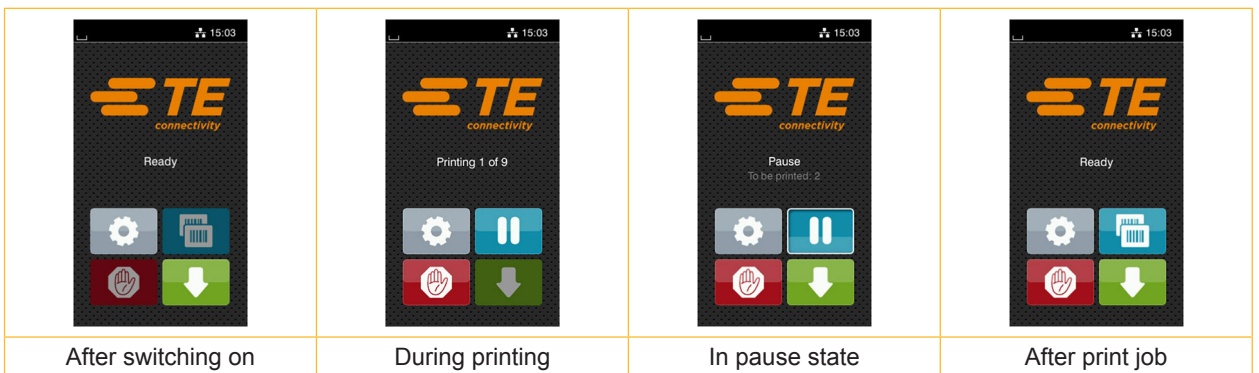 15:03
TE
connectivity
Ready
After switching on
15:03
TE
connectivity
Printing 1 of 9
During printing
15:03
TE
connectivity
Pause
To be printed: 2
In pause state
15:03
TE
connectivity
Ready
After print job